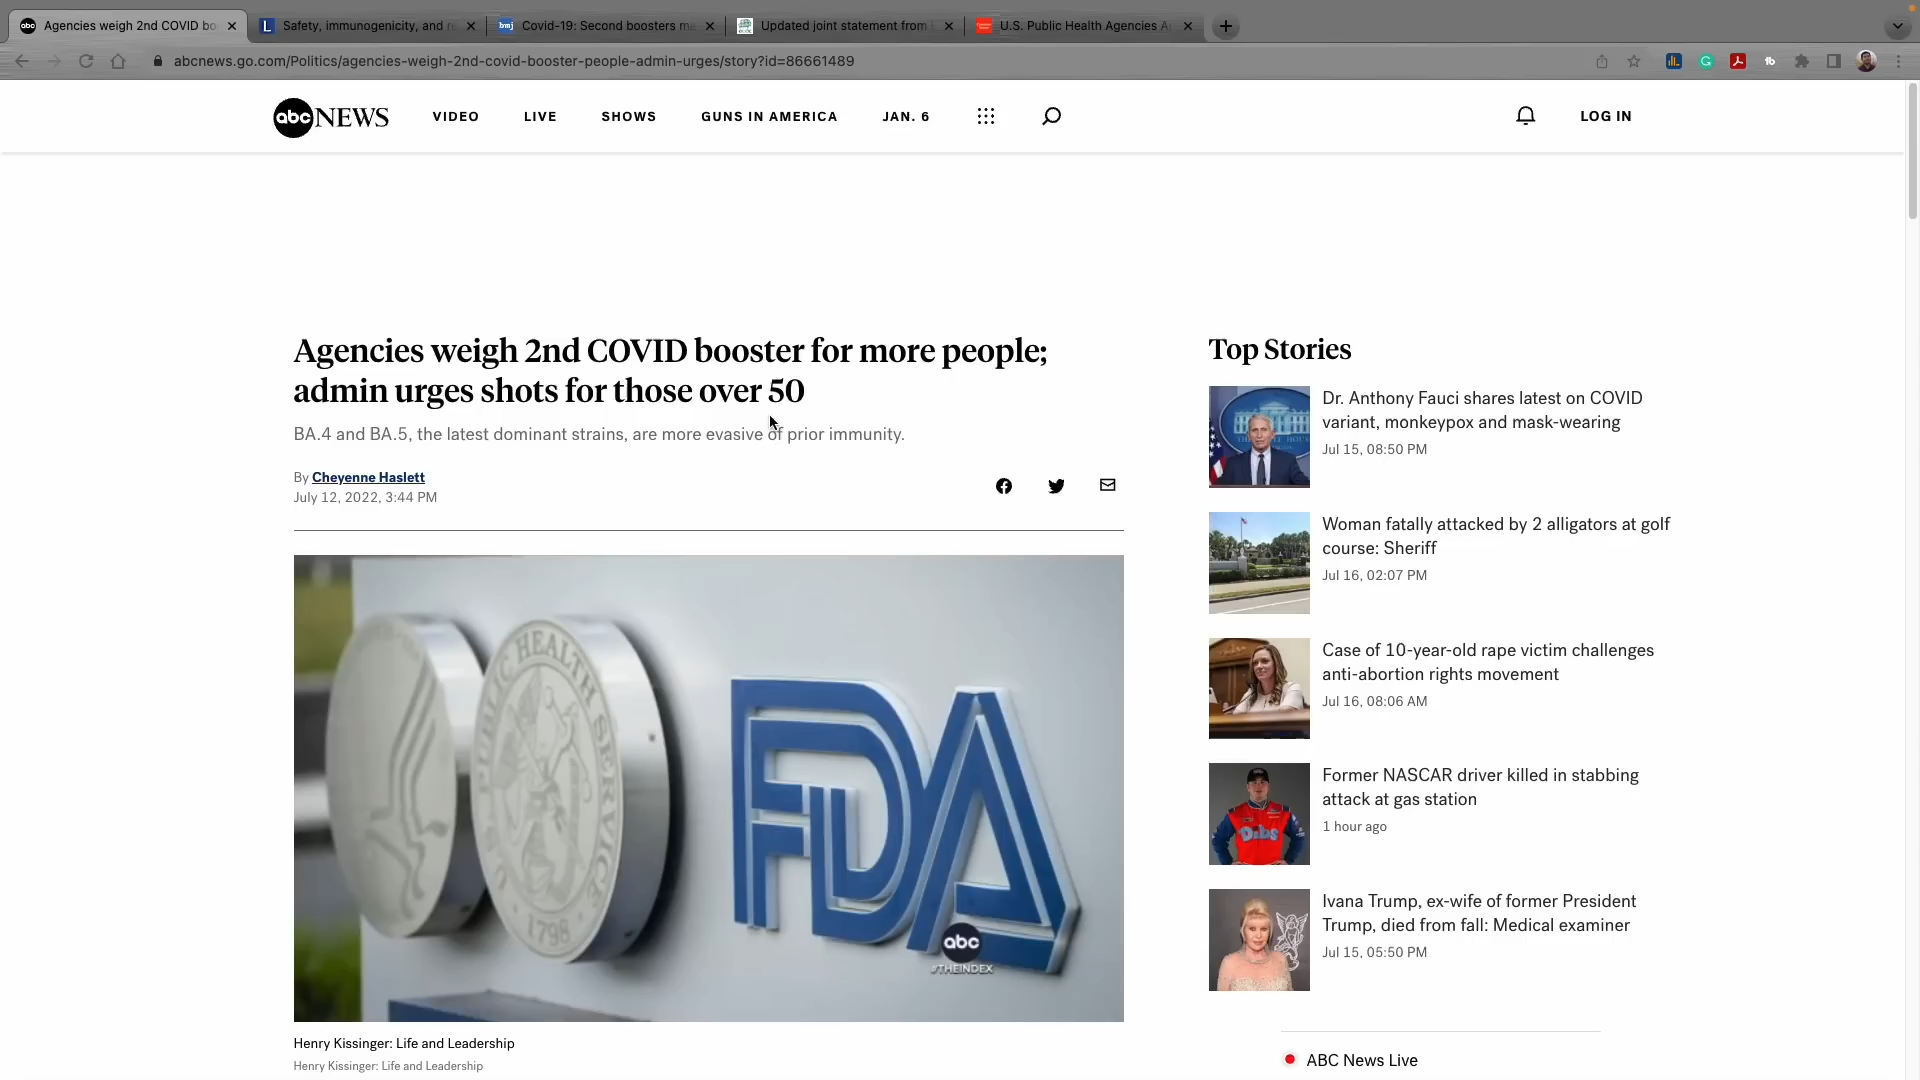 Agencies weigh 2nd COVID bo
Safety, immunogenicity, and re
bmj Covid-19: Second boosters ma
Updated joint statement from
U.S. Public Health Agencies A
abcnews.go.com/Politics/agencies-weigh-2nd-covid-booster-people-admin-urges/story?id=86661489
abc NEWS
VIDEO
LIVE
SHOWS
GUNS IN AMERICA
JAN. 6
LOG IN
Agencies weigh 2nd COVID booster for more people;
admin urges shots for those over 50
BA.4 and BA.5, the latest dominant strains, are more evasive of prior immunity.
By Cheyenne Haslett
July 12, 2022, 3:44 PM
PUBLIC HEALTH SERVICE
1798
FDA
abc
#THEINDEX
Henry Kissinger: Life and Leadership
Henry Kissinger: Life and Leadership
Top Stories
Dr. Anthony Fauci shares latest on COVID
variant, monkeypox and mask-wearing
Jul 15, 08:50 PM
Woman fatally attacked by 2 alligators at golf
course: Sheriff
Jul 16, 02:07 PM
Case of 10-year-old rape victim challenges
anti-abortion rights movement
Jul 16, 08:06 AM
Former NASCAR driver killed in stabbing
attack at gas station
1 hour ago
Dibs
Ivana Trump, ex-wife of former President
Trump, died from fall: Medical examiner
Jul 15, 05:50 PM
ABC News Live